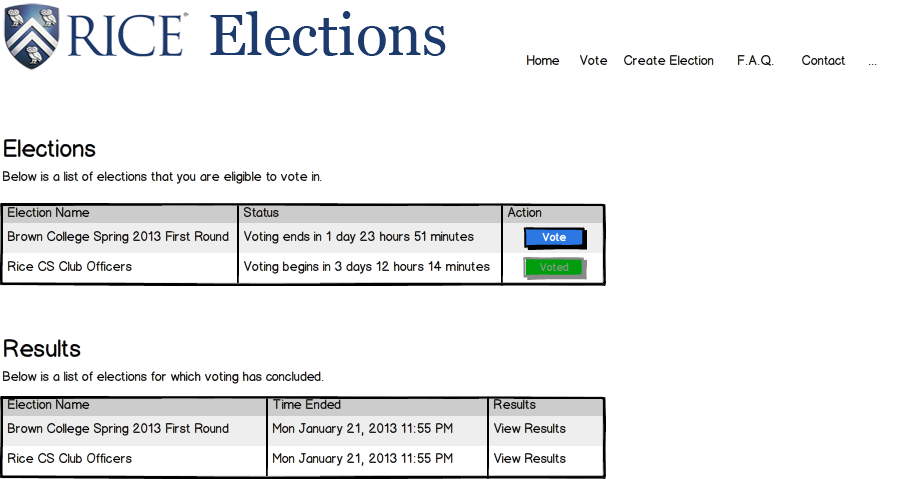 RICE Elections
Home Vote Create Election F.A.Q. Contact ...
Elections
Below is a list of elections that you are eligible to vote in.
Election Name Status Action
Brown College Spring 2013 First Round Voting ends in 1 day 23 hours 51 minutes Vote
Rice CS Club Officers Voting begins in 3 days 12 hours 14 minutes Voted
Results
Below is a list of elections for which voting has concluded.
Election Name Time Ended Results
Brown College Spring 2013 First Round Mon January 21, 2013 11:55 PM View Results
Rice CS Club Officers Mon January 21, 2013 11:55 PM View Results